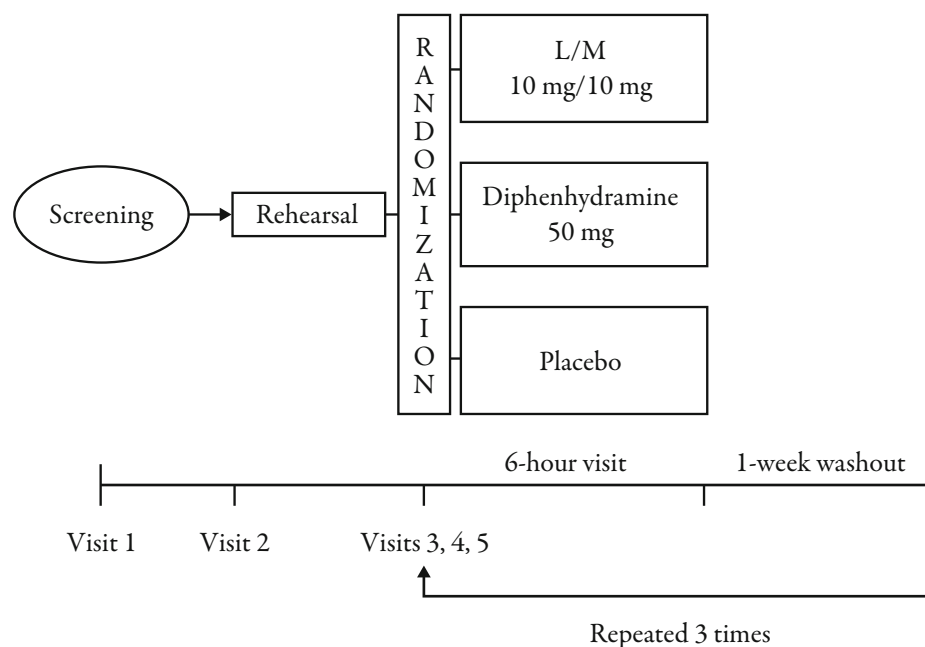 Screening
Rehearsal
RANDOMIZATION
L/M
10 mg/10 mg
Diphenhydramine
50 mg
Placebo
6-hour visit
1-week washout
Visit 1
Visit 2
Visits 3, 4, 5
Repeated 3 times